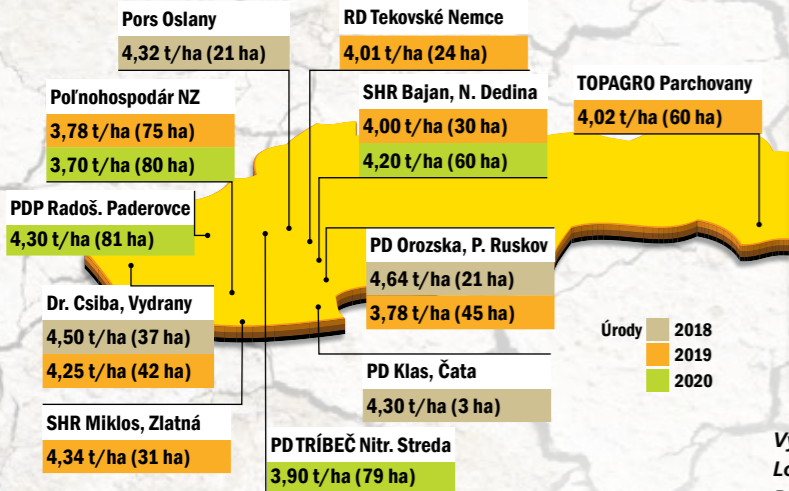 Pors Oslany
4,32 t/ha (21 ha)
RD Tekovské Nemce
4,01 t/ha (24 ha)
Poľnohospodár NZ
3,78 t/ha (75 ha)
3,70 t/ha (80 ha)
SHR Bajan, N. Dedina
4,00 t/ha (30 ha)
4,20 t/ha (60 ha)
TOPAGRO Parchovany
4,02 t/ha (60 ha)
PDP Radoš. Paderovce
4,30 t/ha (81 ha)
PD Orozska, P. Ruskov
4,64 t/ha (21 ha)
3,78 t/ha (45 ha)
Dr. Csiba, Vydrany
4,50 t/ha (37 ha)
4,25 t/ha (42 ha)
Úrody 2018
2019
2020
PD Klas, Čata
4,30 t/ha (3 ha)
SHR Miklos, Zlatná
4,34 t/ha (31 ha)
PD TRÍBEČ Nitr. Streda
3,90 t/ha (79 ha)